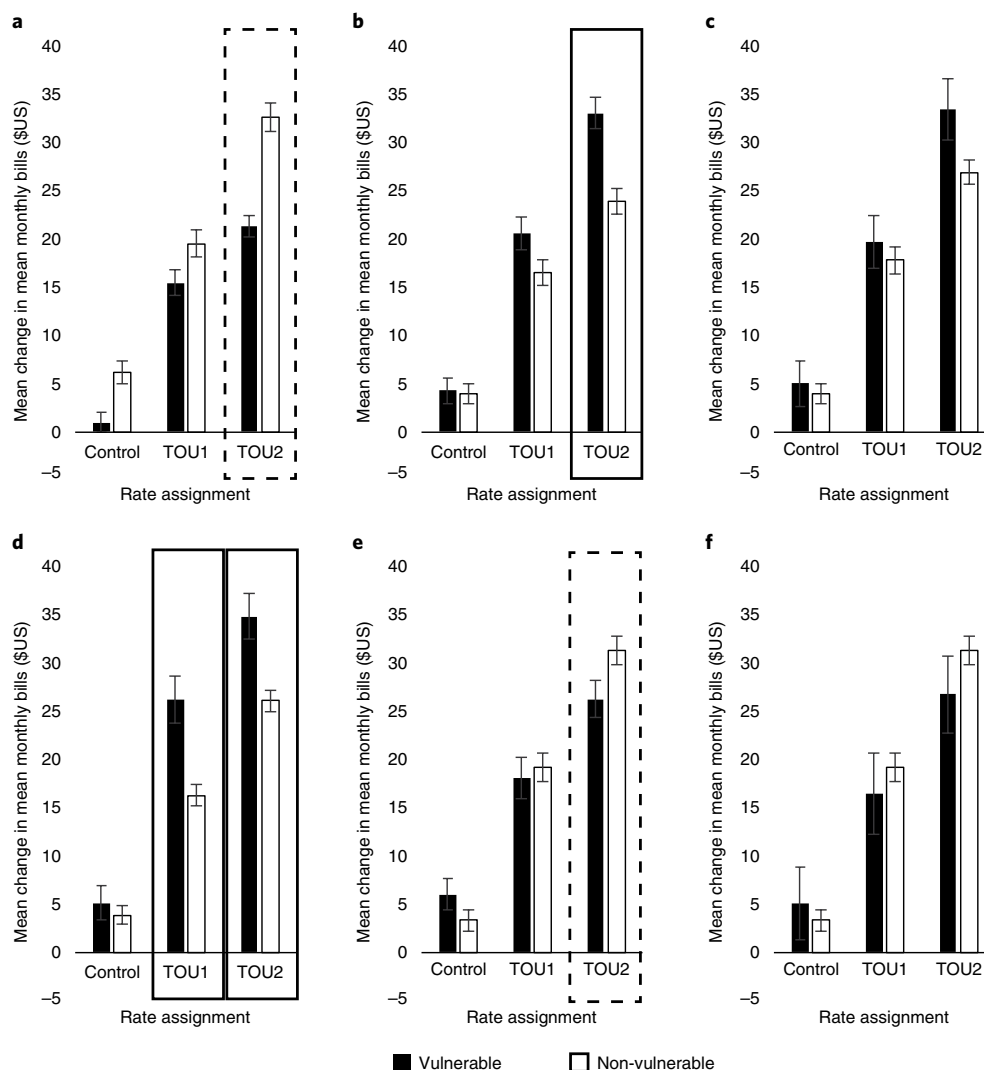 a
40
35
30
25
20
15
10
5
0
–5
Mean change in mean monthly bills ($US)
Control TOU1 TOU2
Rate assignment
b
40
35
30
25
20
15
10
5
0
–5
Mean change in mean monthly bills ($US)
Control TOU1 TOU2
Rate assignment
c
40
35
30
25
20
15
10
5
0
–5
Mean change in mean monthly bills ($US)
Control TOU1 TOU2
Rate assignment
d
40
35
30
25
20
15
10
5
0
–5
Mean change in mean monthly bills ($US)
Control TOU1 TOU2
Rate assignment
e
40
35
30
25
20
15
10
5
0
–5
Mean change in mean monthly bills ($US)
Control TOU1 TOU2
Rate assignment
f
40
35
30
25
20
15
10
5
0
–5
Mean change in mean monthly bills ($US)
Control TOU1 TOU2
Rate assignment
Vulnerable Non-vulnerable